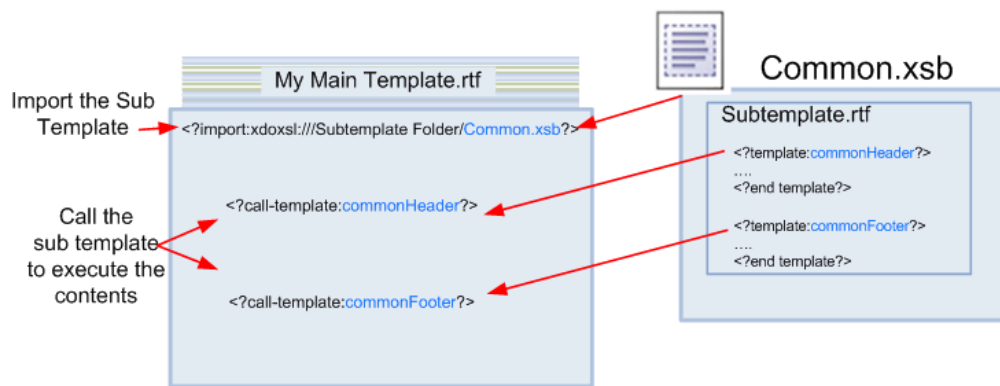 My Main Template.rtf
Common.xsb
Import the Sub
Template
<?import:xdoxsl:///Subtemplate Folder/Common.xsb?>
Subtemplate.rtf
<?template:commonHeader?>
....
<?end template?>
<?call-template:commonHeader?>
Call the
sub template
to execute the
contents
<?template:commonFooter?>
....
<?end template?>
<?call-template:commonFooter?>